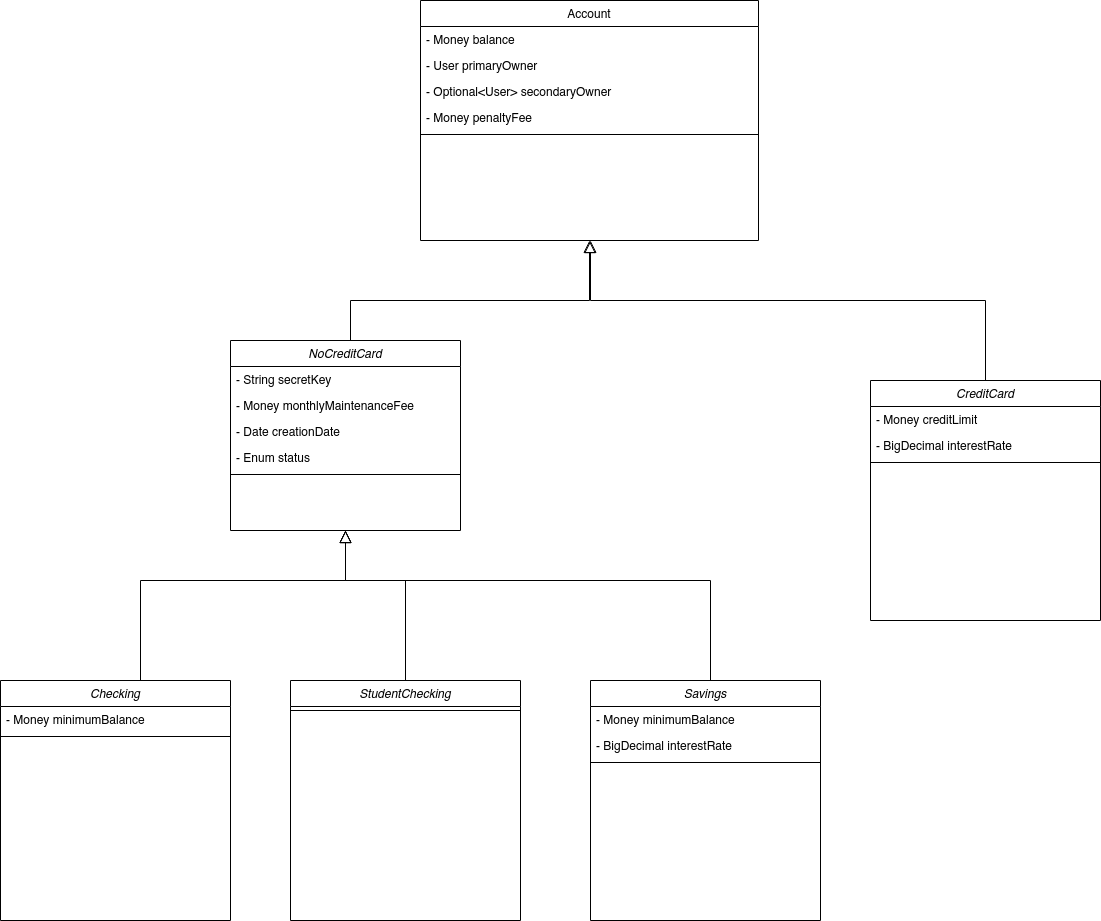 Account
- Money balance
- User primaryOwner
- Optional<User> secondaryOwner
- Money penaltyFee
NoCreditCard
- String secretKey
- Money monthlyMaintenanceFee
- Date creationDate
- Enum status
CreditCard
- Money creditLimit
- BigDecimal interestRate
Checking
- Money minimumBalance
StudentChecking
Savings
- Money minimumBalance
- BigDecimal interestRate